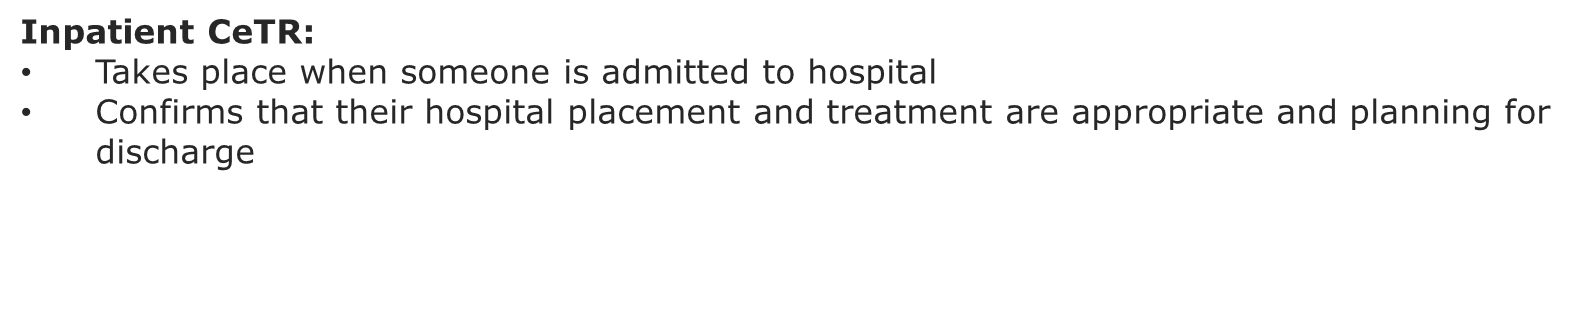 Inpatient CeTR:
• Takes place when someone is admitted to hospital
• Confirms that their hospital placement and treatment are appropriate and planning for
discharge